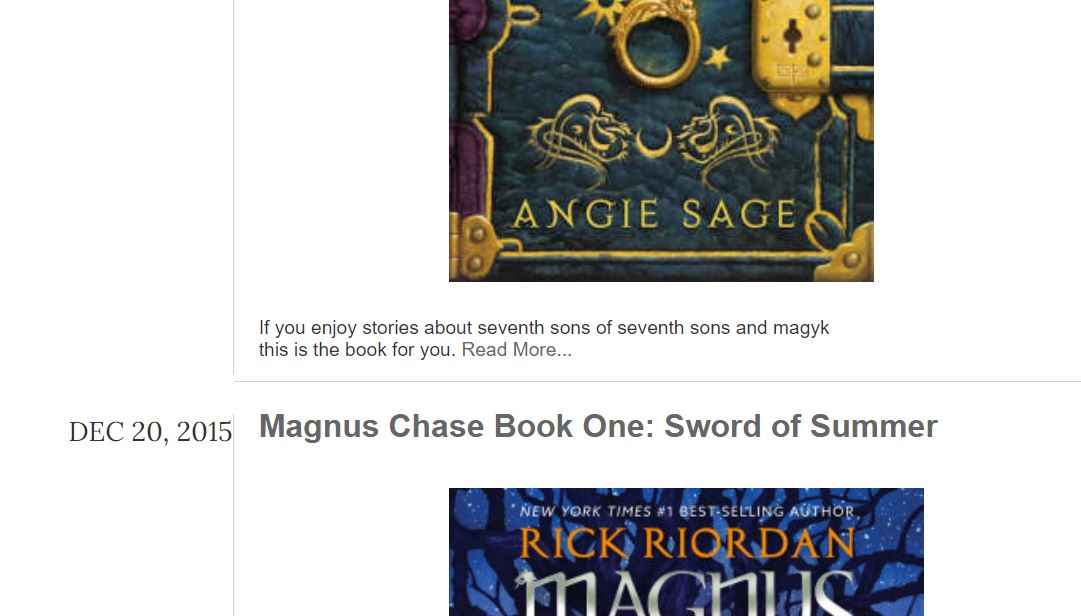 ANGIE SAGE
If you enjoy stories about seventh sons of seventh sons and magyk
this is the book for you. Read More...
DEC 20, 2015
Magnus Chase Book One: Sword of Summer
NEW YORK TIMES #1 BEST-SELLING AUTHOR
RICK RIORDAN
MAGNUS